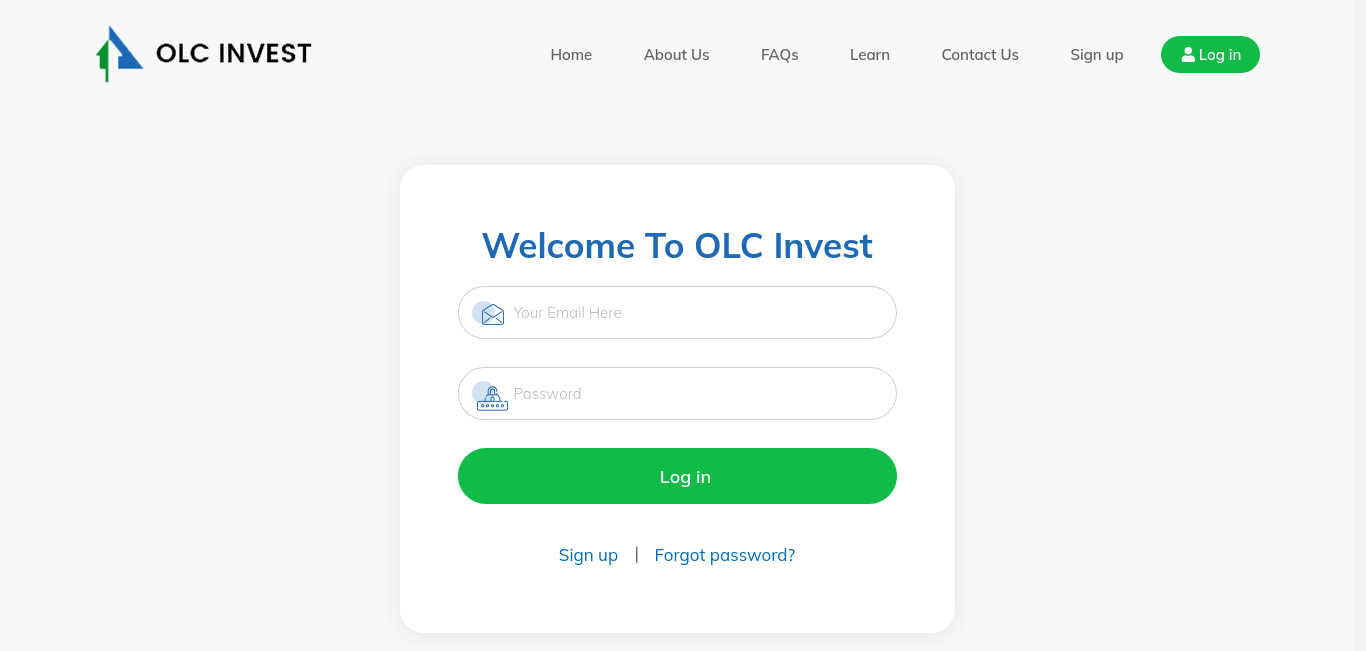 OLC INVEST
Home About Us FAQs Learn Contact Us Sign up Log in
Welcome To OLC Invest
Your Email Here
Password
Log in
Sign up | Forgot password?